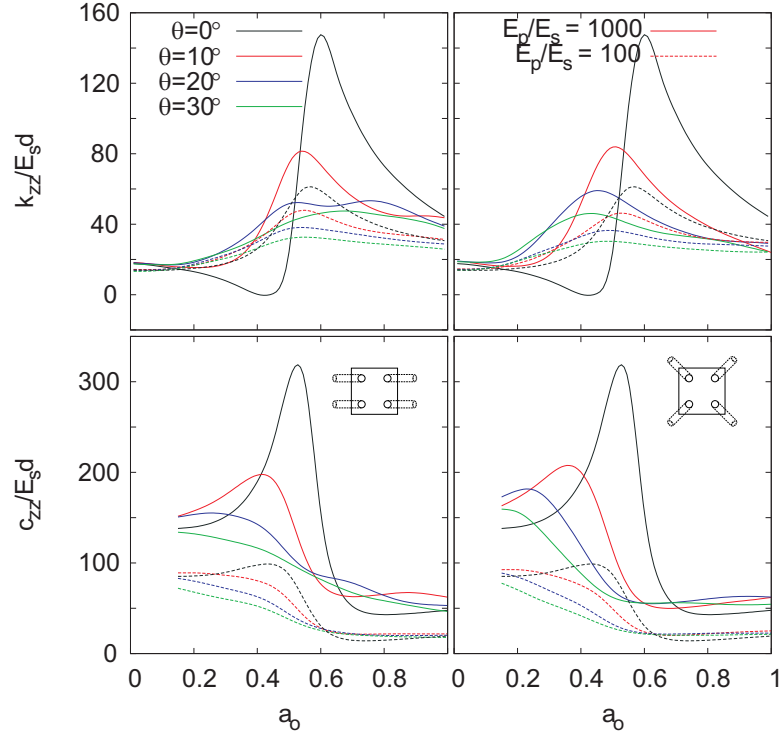 160
120
80
40
0
k_zz/E_s d
θ=0°
θ=10°
θ=20°
θ=30°
E_p/E_s = 1000
E_p/E_s = 100
300
200
100
0
c_zz/E_s d
0 0.2 0.4 0.6 0.8
0 0.2 0.4 0.6 0.8 1
a_o
a_o